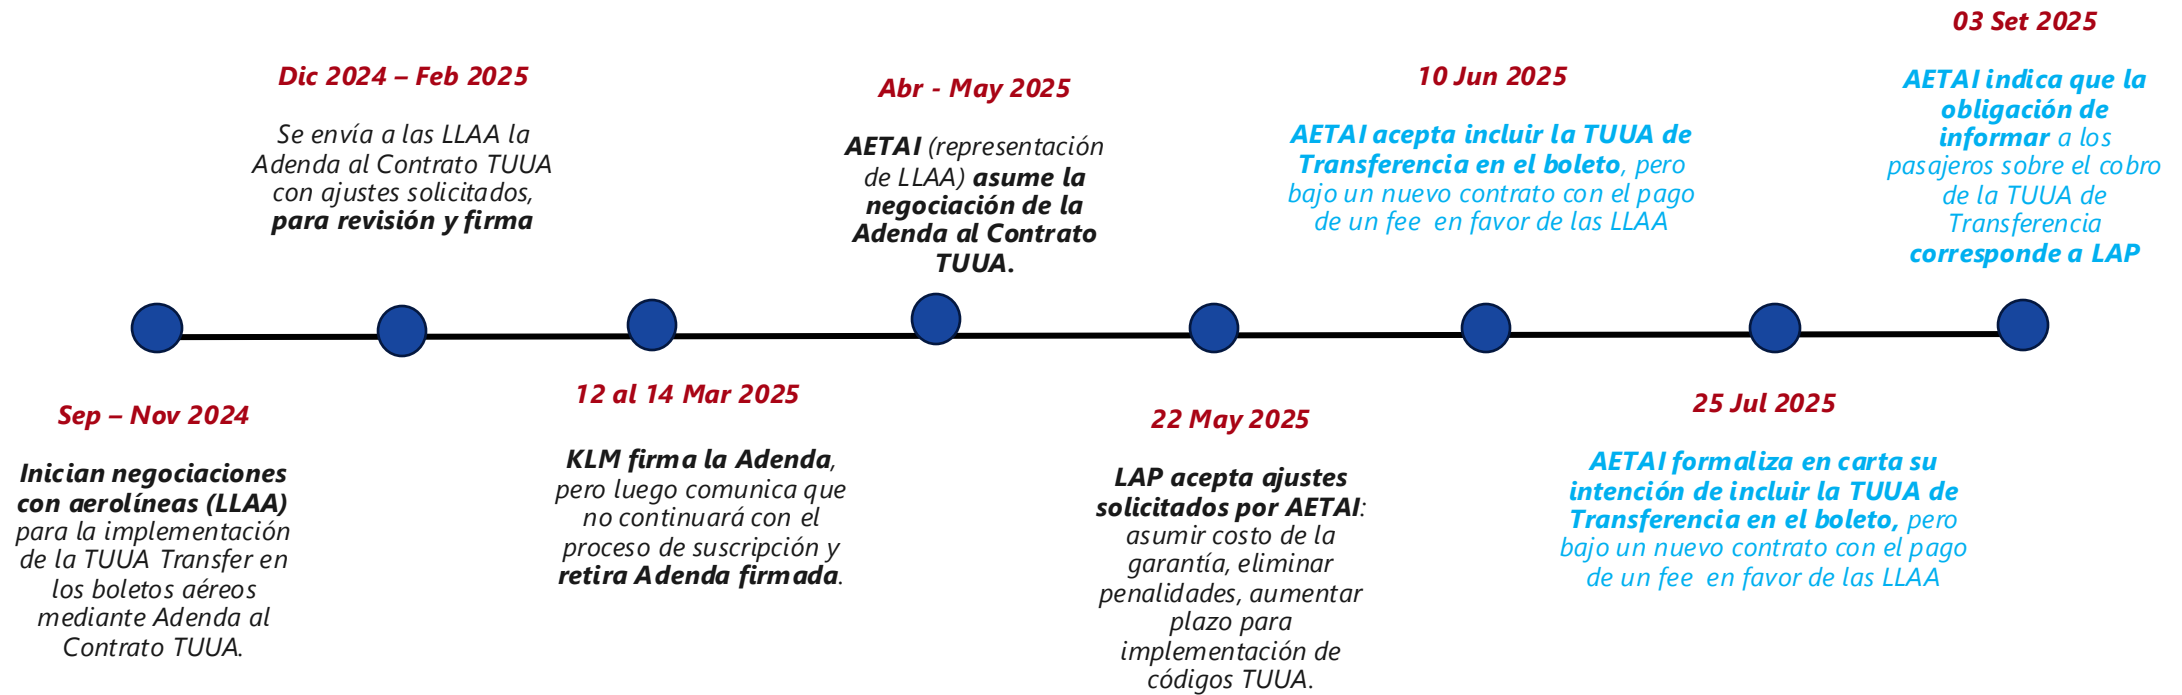 Sep – Nov 2024
Inician negociaciones
con aerolíneas (LLAA)
para la implementación
de la TUUA Transfer en
los boletos aéreos
mediante Adenda al
Contrato TUUA.
Dic 2024 – Feb 2025
Se envía a las LLAA la
Adenda al Contrato TUUA
con ajustes solicitados,
para revisión y firma
12 al 14 Mar 2025
KLM firma la Adenda,
pero luego comunica que
no continuará con el
proceso de suscripción y
retira Adenda firmada.
Abr - May 2025
AETAI (representación
de LLAA) asume la
negociación de la
Adenda al Contrato
TUUA.
22 May 2025
LAP acepta ajustes
solicitados por AETAI:
asumir costo de la
garantía, eliminar
penalidades, aumentar
plazo para
implementación de
códigos TUUA.
10 Jun 2025
AETAI acepta incluir la TUUA de
Transferencia en el boleto, pero
bajo un nuevo contrato con el pago
de un fee en favor de las LLAA
25 Jul 2025
AETAI formaliza en carta su
intención de incluir la TUUA de
Transferencia en el boleto, pero
bajo un nuevo contrato con el pago
de un fee en favor de las LLAA
03 Set 2025
AETAI indica que la
obligación de
informar a los
pasajeros sobre el cobro
de la TUUA de
Transferencia
corresponde a LAP